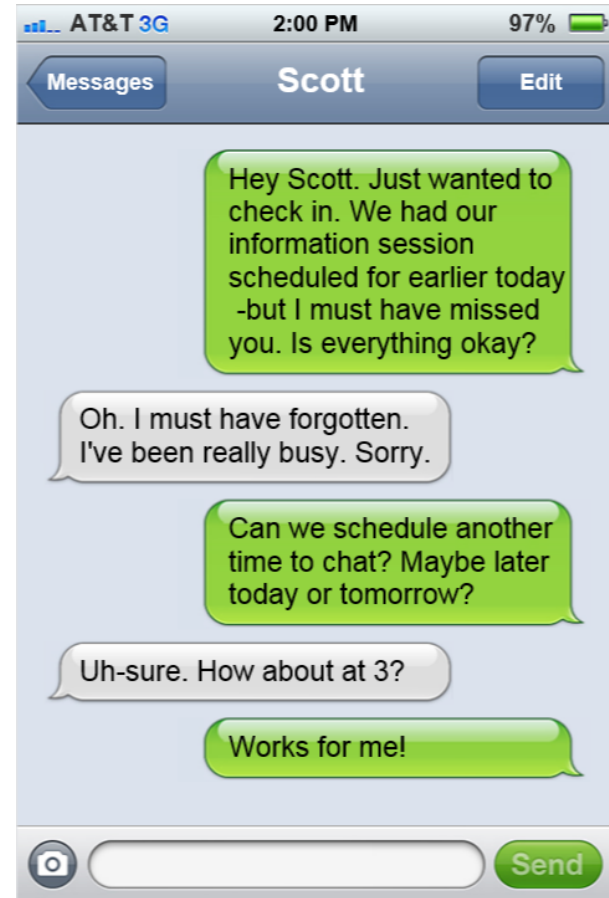 AT&T 3G 2:00 PM 97%
Messages Scott Edit
Hey Scott. Just wanted to
check in. We had our
information session
scheduled for earlier today
-but I must have missed
you. Is everything okay?
Oh. I must have forgotten.
I've been really busy. Sorry.
Can we schedule another
time to chat? Maybe later
today or tomorrow?
Uh-sure. How about at 3?
Works for me!
Send